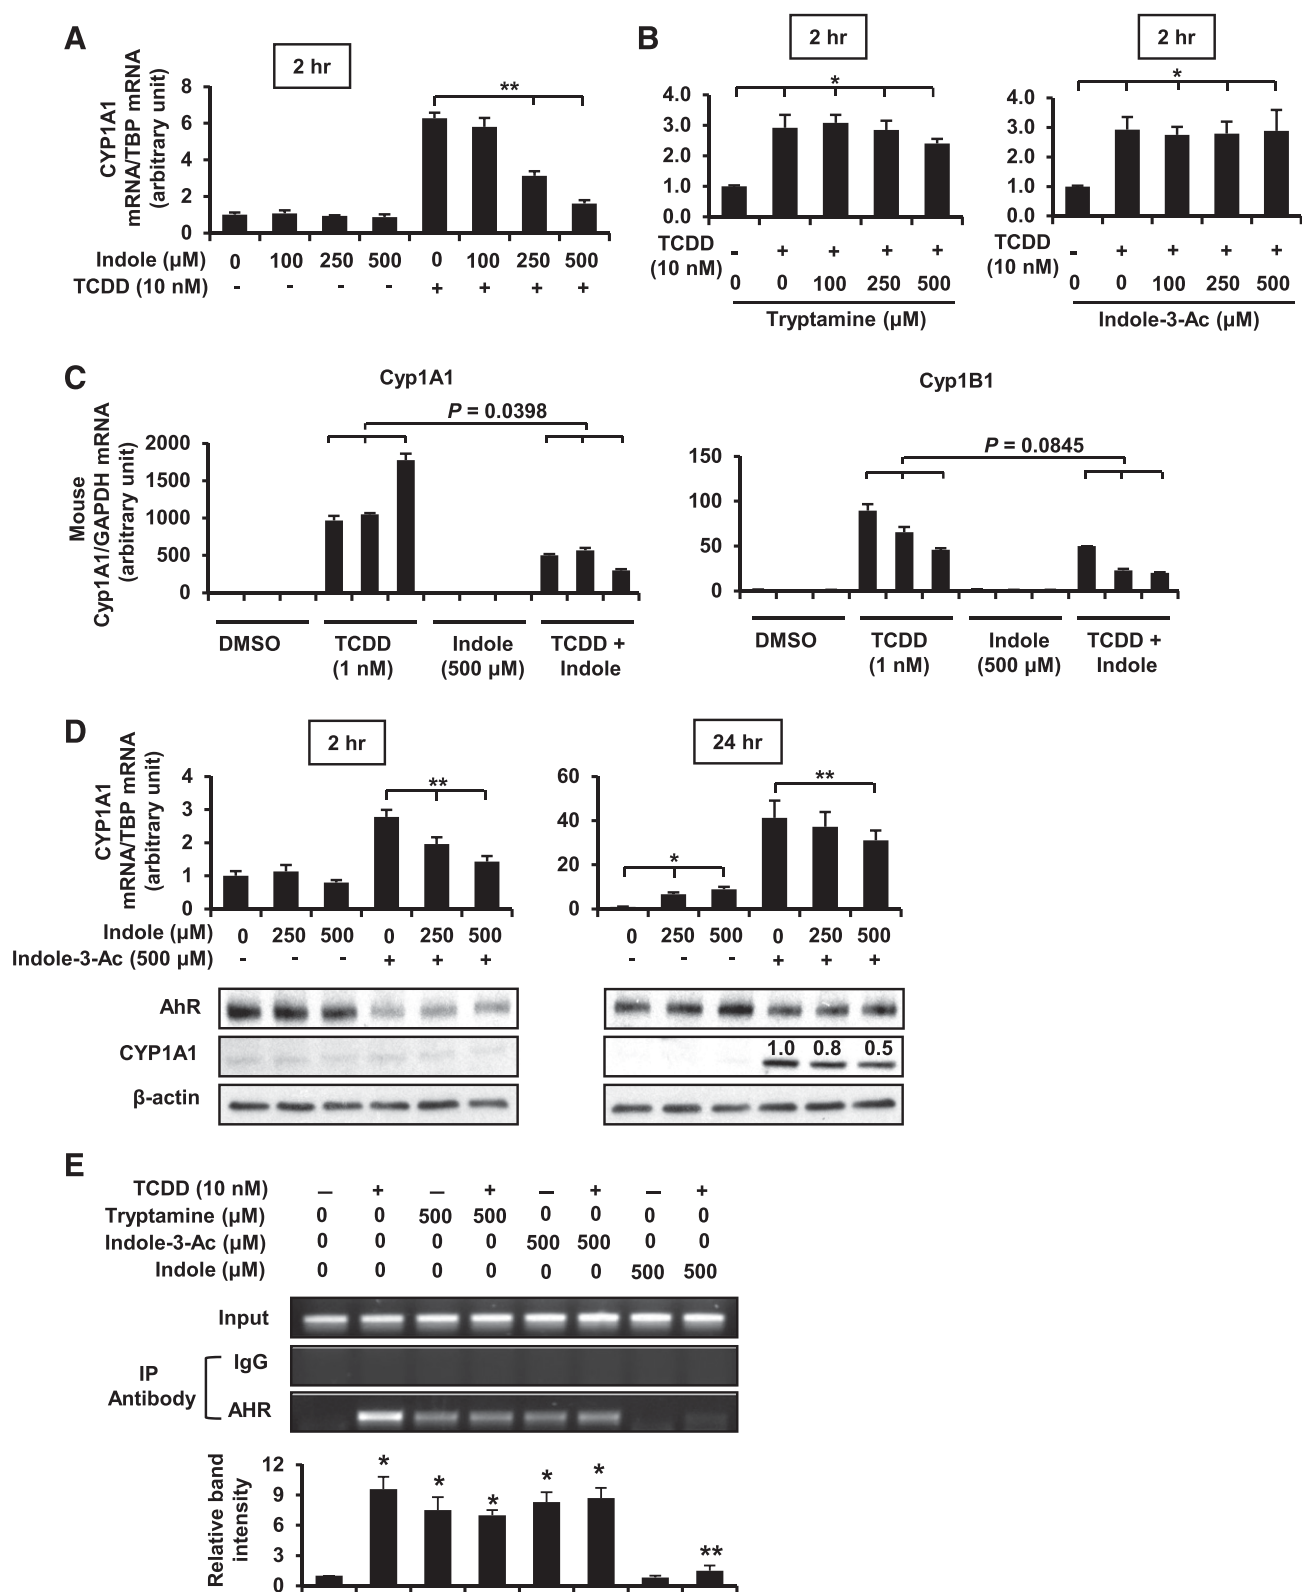 A
2 hr
CYP1A1
mRNA/TBP mRNA
(arbitrary unit)
8
6
4
2
0
**
Indole (µM) 0 100 250 500 0 100 250 500
TCDD (10 nM) - - - - + + + +
B
2 hr
4.0
3.0
2.0
1.0
0.0
*
TCDD
(10 nM) - + + + +
0 0 100 250 500
Tryptamine (µM)
2 hr
4.0
3.0
2.0
1.0
0.0
*
TCDD
(10 nM) - + + + +
0 0 100 250 500
Indole-3-Ac (µM)
C
Cyp1A1
Mouse
Cyp1A1/GAPDH mRNA
(arbitrary unit)
2000
1500
1000
500
0
P = 0.0398
DMSO TCDD Indole TCDD +
(1 nM) (500 µM) Indole
Cyp1B1
150
100
50
0
P = 0.0845
DMSO TCDD Indole TCDD +
(1 nM) (500 µM) Indole
D
2 hr
CYP1A1
mRNA/TBP mRNA
(arbitrary unit)
4
3
2
1
0
**
24 hr
60
40
20
0
*
**
Indole (µM) 0 250 500 0 250 500 0 250 500 0 250 500
Indole-3-Ac (500 µM) - - - + + + - - - + + +
AhR
CYP1A1 1.0 0.8 0.5
β-actin
E
TCDD (10 nM) – + – + – + – +
Tryptamine (µM) 0 0 500 500 0 0 0 0
Indole-3-Ac (µM) 0 0 0 0 500 500 0 0
Indole (µM) 0 0 0 0 0 0 500 500
Input
IP
Antibody
IgG
AHR
Relative band
intensity
12
9
6
3
0
* * * * * **